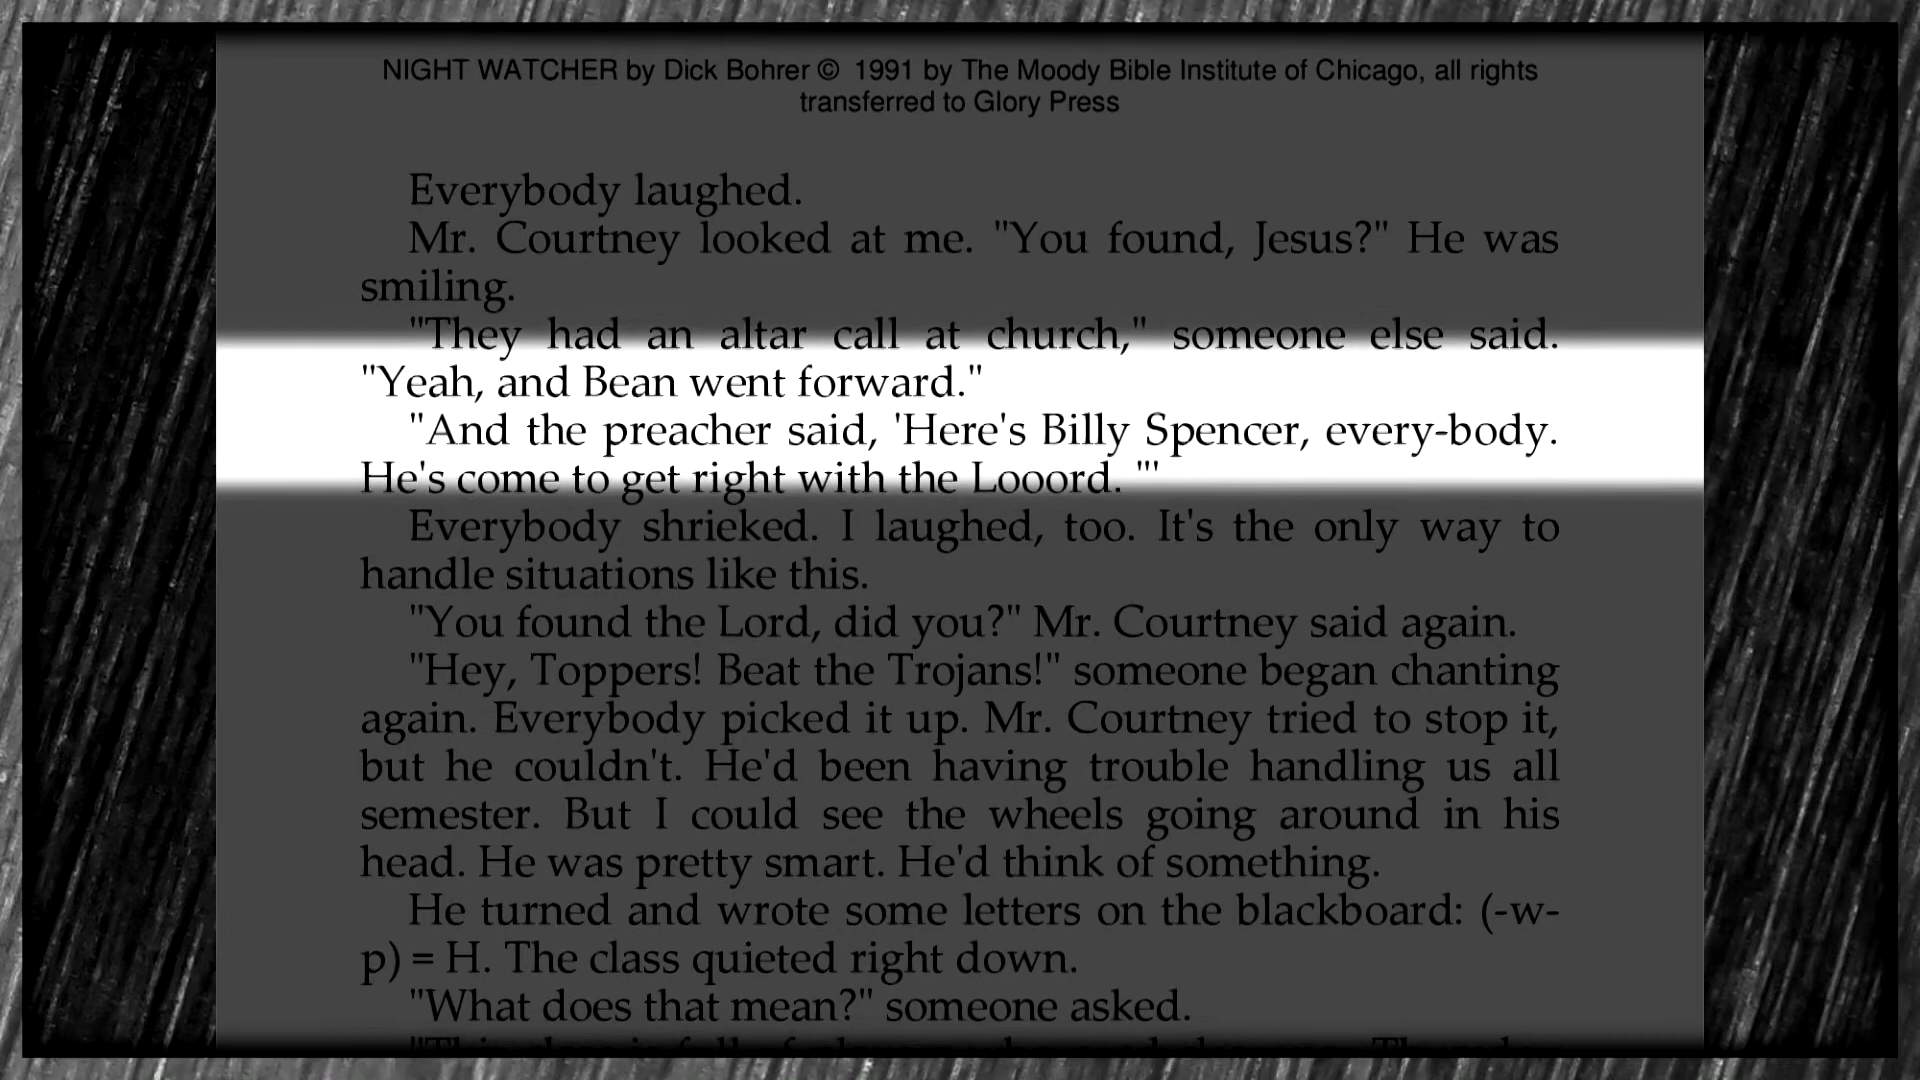 NIGHT WATCHER by Dick Bohrer © 1991 by The Moody Bible Institute of Chicago, all rights
transferred to Glory Press
Everybody laughed.
Mr. Courtney looked at me. "You found, Jesus?" He was
smiling.
"They had an altar call at church," someone else said.
"Yeah, and Bean went forward."
"And the preacher said, 'Here's Billy Spencer, every-body.
He's come to get right with the Looord. '"
Everybody shrieked. I laughed, too. It's the only way to
handle situations like this.
"You found the Lord, did you?" Mr. Courtney said again.
"Hey, Toppers! Beat the Trojans!" someone began chanting
again. Everybody picked it up. Mr. Courtney tried to stop it,
but he couldn't. He'd been having trouble handling us all
semester. But I could see the wheels going around in his
head. He was pretty smart. He'd think of something.
He turned and wrote some letters on the blackboard: (-w-
p) = H. The class quieted right down.
"What does that mean?" someone asked.